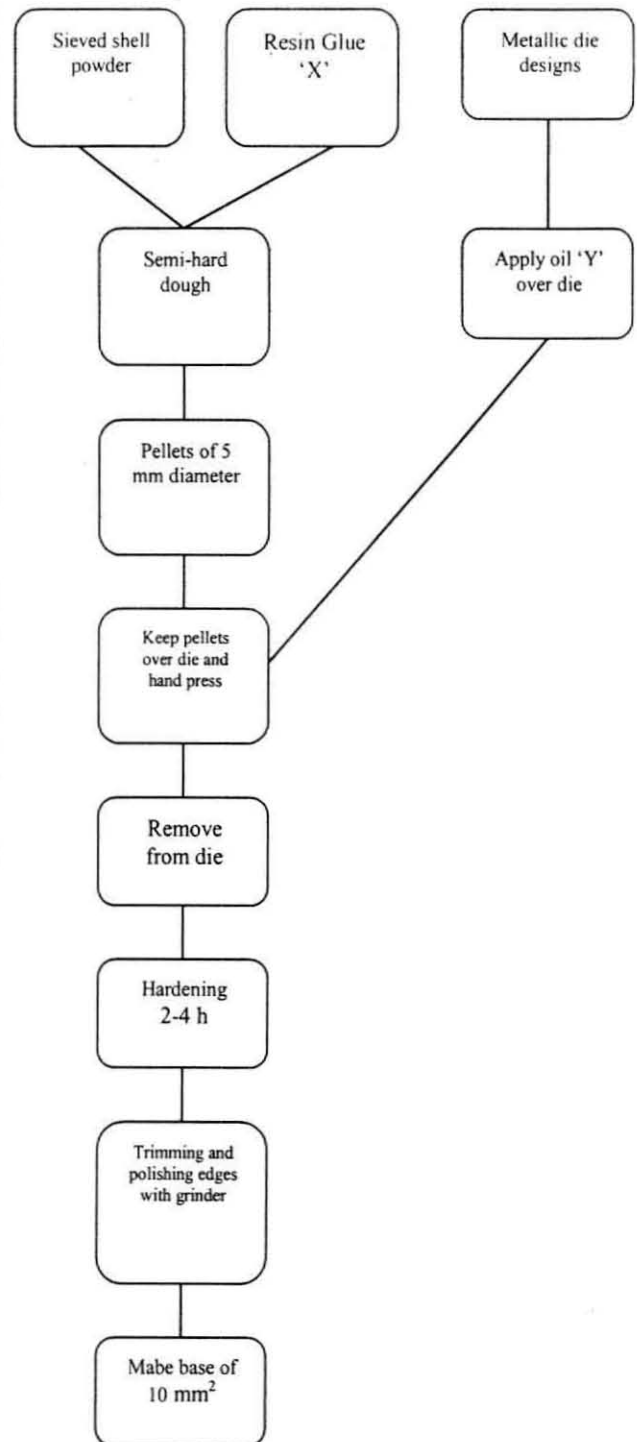 Sieved shell
powder
Resin Glue
‘X’
Metallic die
designs
Semi-hard
dough
Apply oil ‘Y’
over die
Pellets of 5
mm diameter
Keep pellets
over die and
hand press
Remove
from die
Hardening
2-4 h
Trimming and
polishing edges
with grinder
Mabe base of
10 mm²